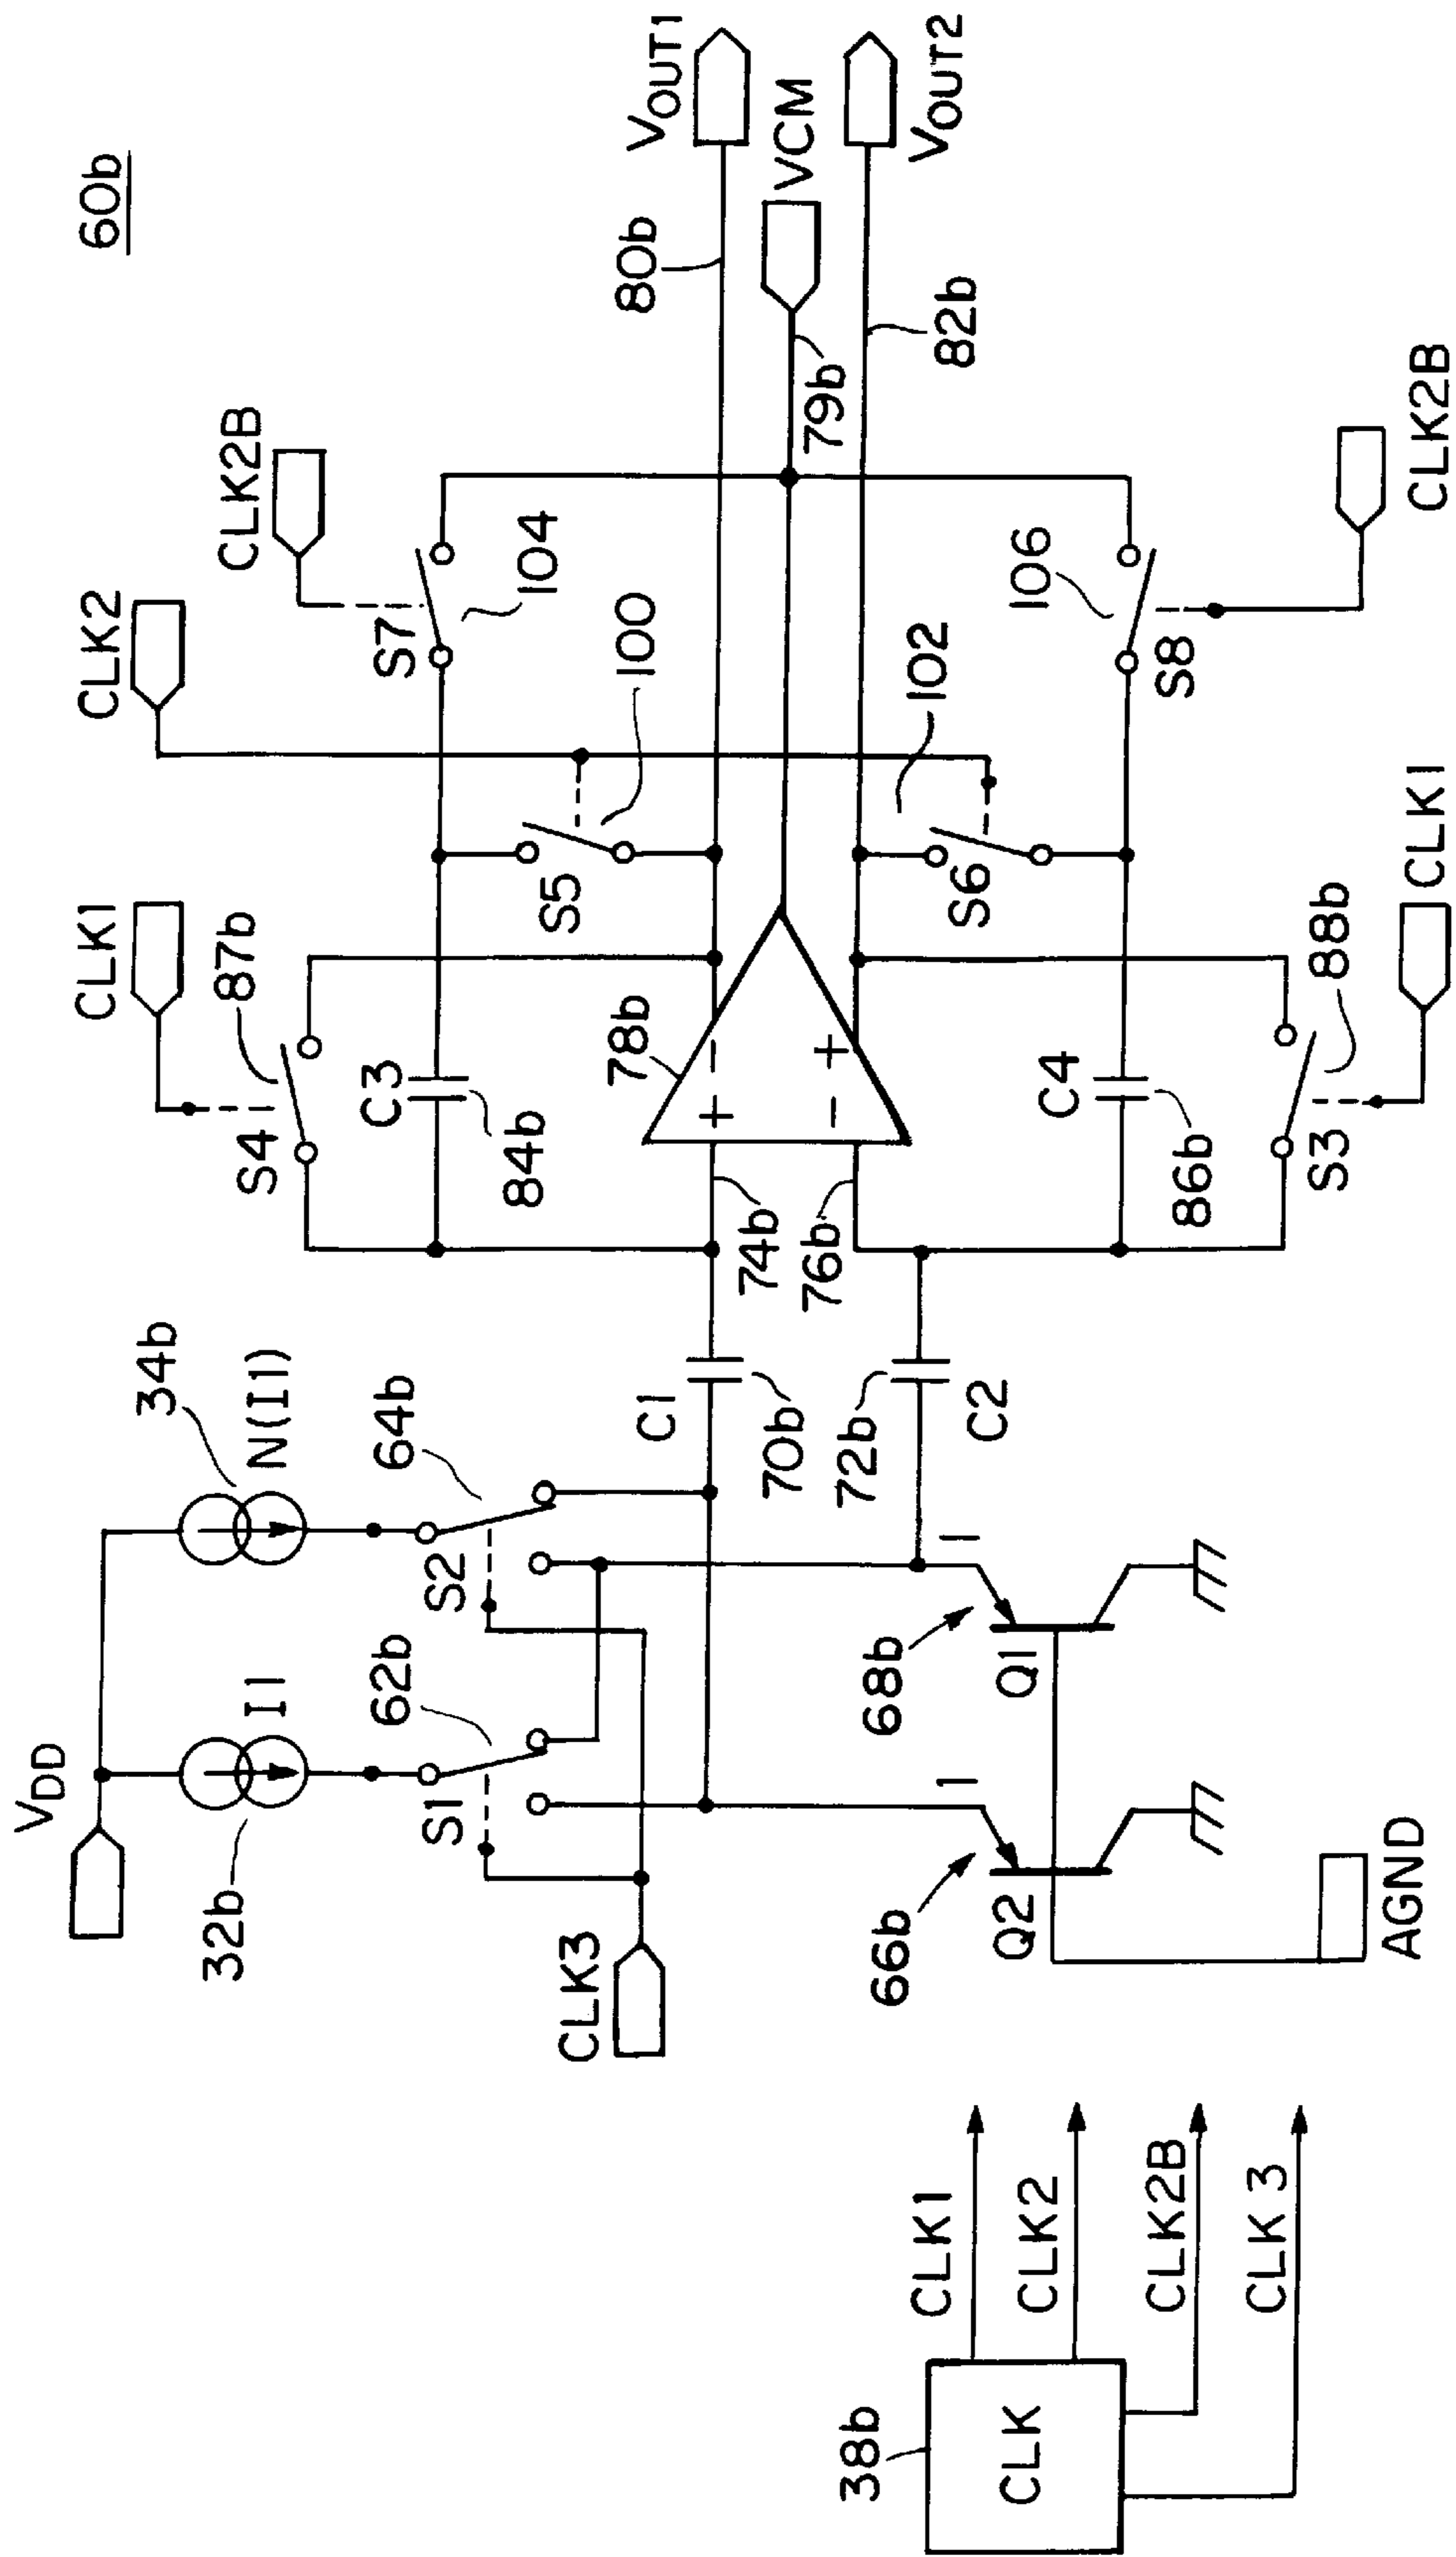 60b
VDD
32b
I1
34b
N(I1)
S1
62b
S2
64b
CLK3
CLK1
87b
S4
CLK2
CLK2B
S7
104
C3
84b
S5
100
C1
70b
74b
78b
+
−
−
+
80b
VOUT1
VCM
79b
82b
VOUT2
76b
72b
C2
S6
102
C4
86b
106
S8
CLK2B
S3
88b
CLK1
66b
Q2
1
68b
Q1
1
AGND
38b
CLK
CLK1
CLK2
CLK2B
CLK 3